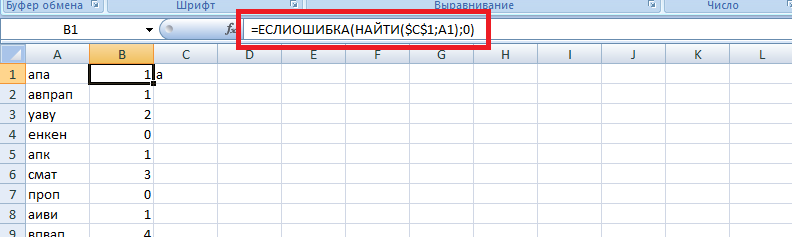 Буфер обмена Шрифт Выравнивание Число
B1 fx =ЕСЛИОШИБКА(НАЙТИ($C$1;A1);0)
A B C D E F G H I J K L
1 апа 1 а
2 авпрап 1
3 уаву 2
4 енкен 0
5 апк 1
6 смат 3
7 проп 0
8 аиви 1
9 впвап 4